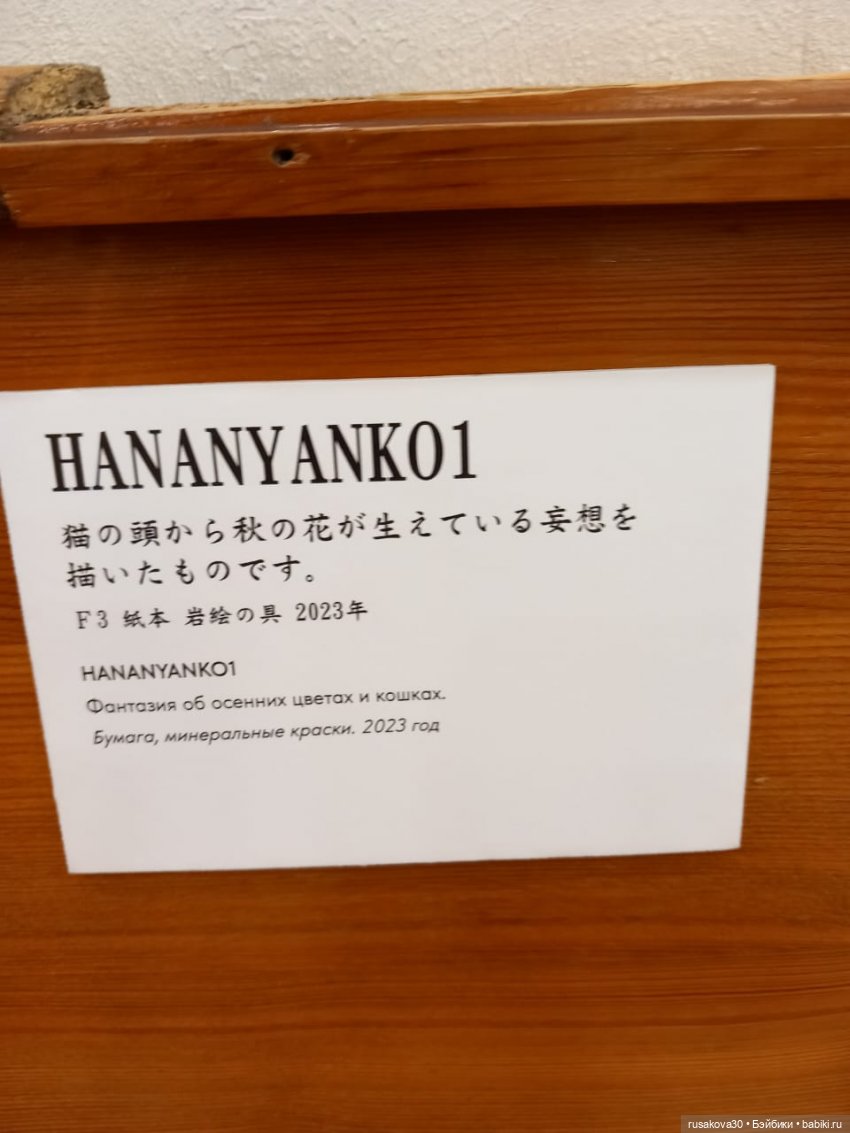 HANANYANKO1
猫の頭から秋の花が生えている妄想を
描いたものです。
F3 紙本 岩絵の具 2023年
HANANYANKO1
Фантазия об осенних цветах и кошках.
Бумага, минеральные краски. 2023 год
rusakova30 • Бэйбики • babiki.ru